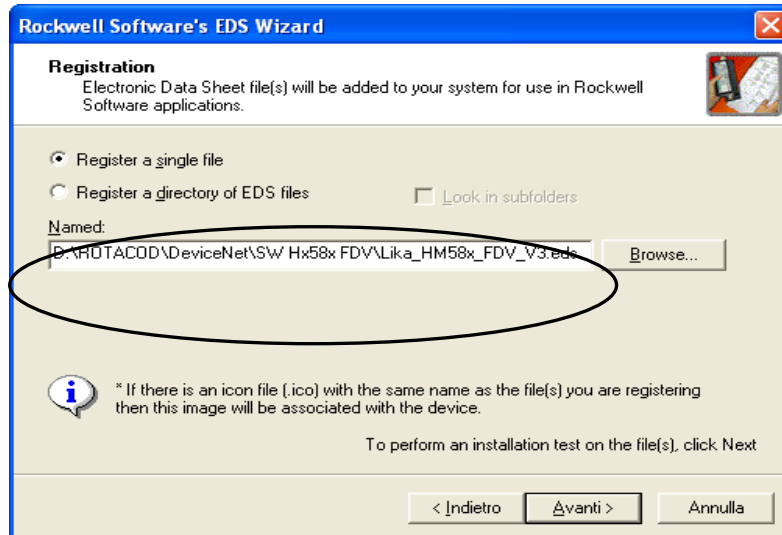 Rockwell Software's EDS Wizard
Registration
Electronic Data Sheet file(s) will be added to your system for use in Rockwell
Software applications.
Register a single file
Register a directory of EDS files
Look in subfolders
Named:
D:\ROTACOD\DeviceNet\SW Hx58x FDV\Lika_HM58x_FDV_V3.eds
Browse...
* If there is an icon file (.ico) with the same name as the file(s) you are registering
then this image will be associated with the device.
To perform an installation test on the file(s), click Next
< Indietro
Avanti >
Annulla